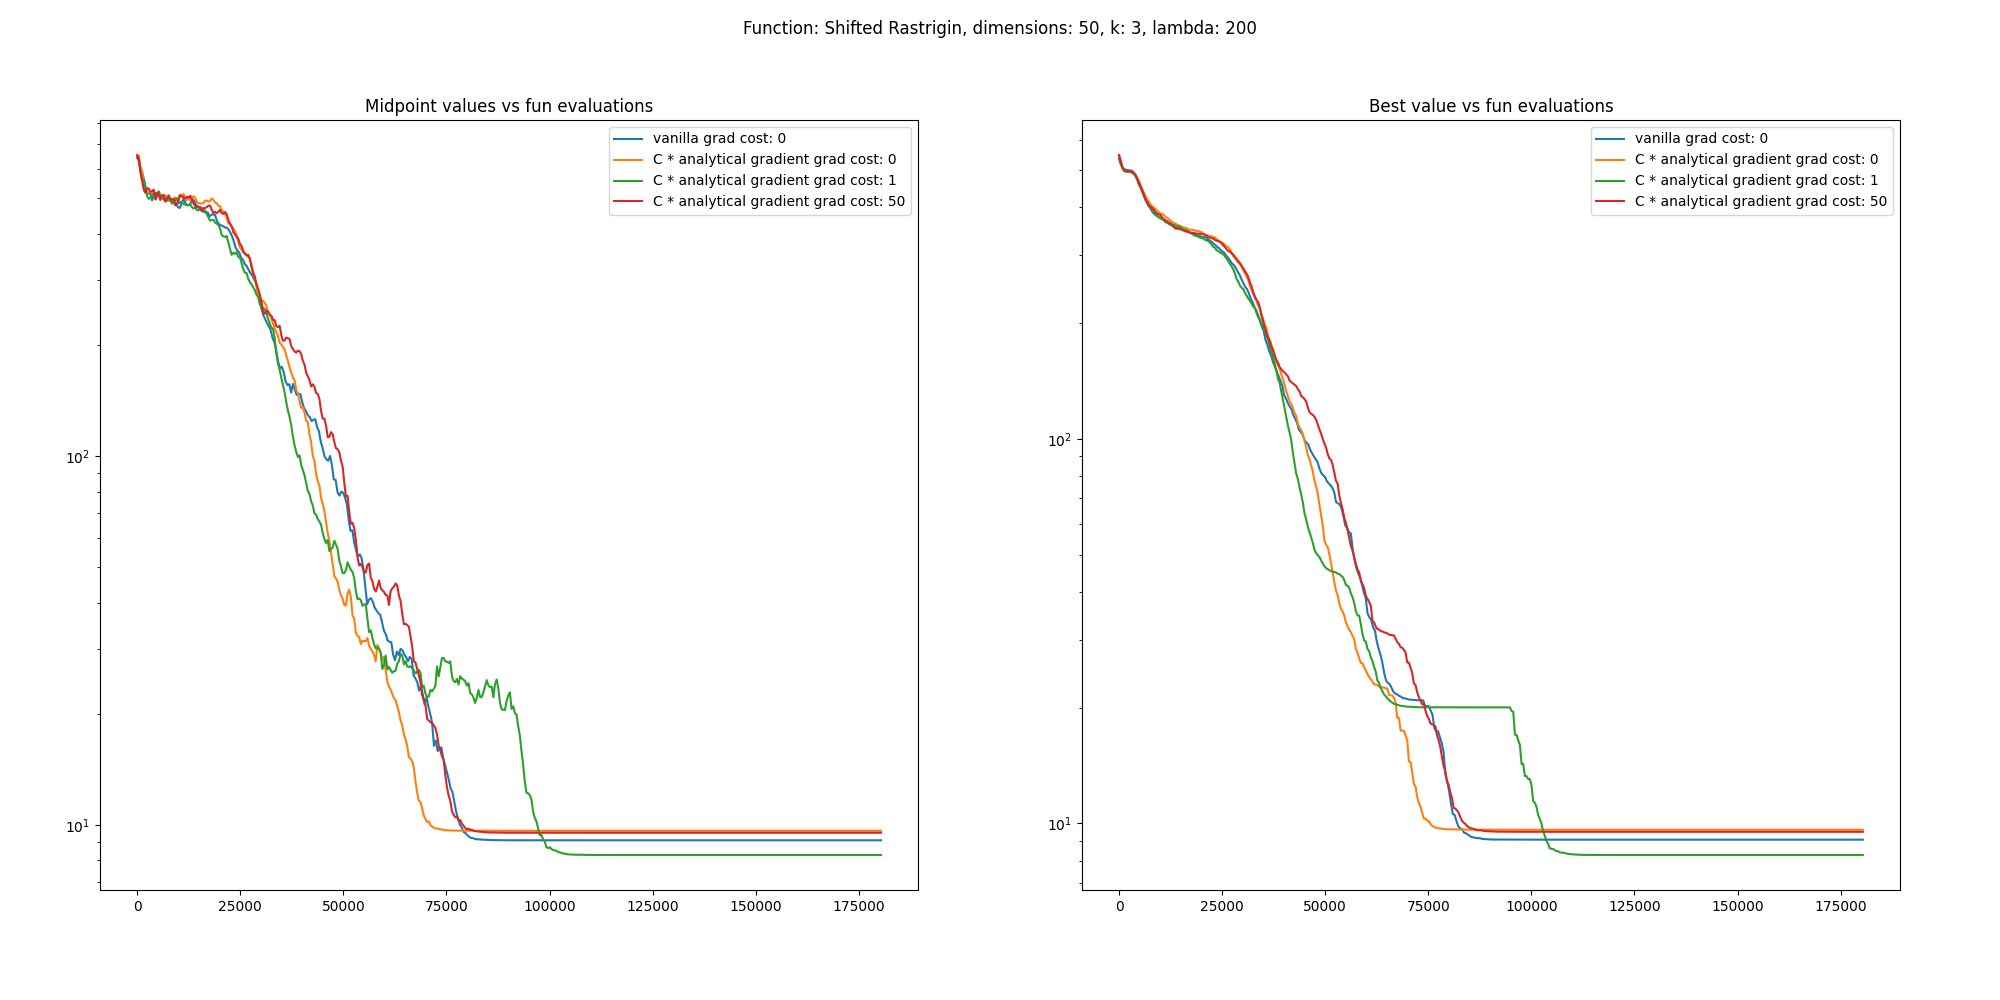 Function: Shifted Rastrigin, dimensions: 50, k: 3, lambda: 200
Midpoint values vs fun evaluations
vanilla grad cost: 0
C * analytical gradient grad cost: 0
C * analytical gradient grad cost: 1
C * analytical gradient grad cost: 50
10²
10¹
0 25000 50000 75000 100000 125000 150000 175000
Best value vs fun evaluations
vanilla grad cost: 0
C * analytical gradient grad cost: 0
C * analytical gradient grad cost: 1
C * analytical gradient grad cost: 50
10²
10¹
0 25000 50000 75000 100000 125000 150000 175000